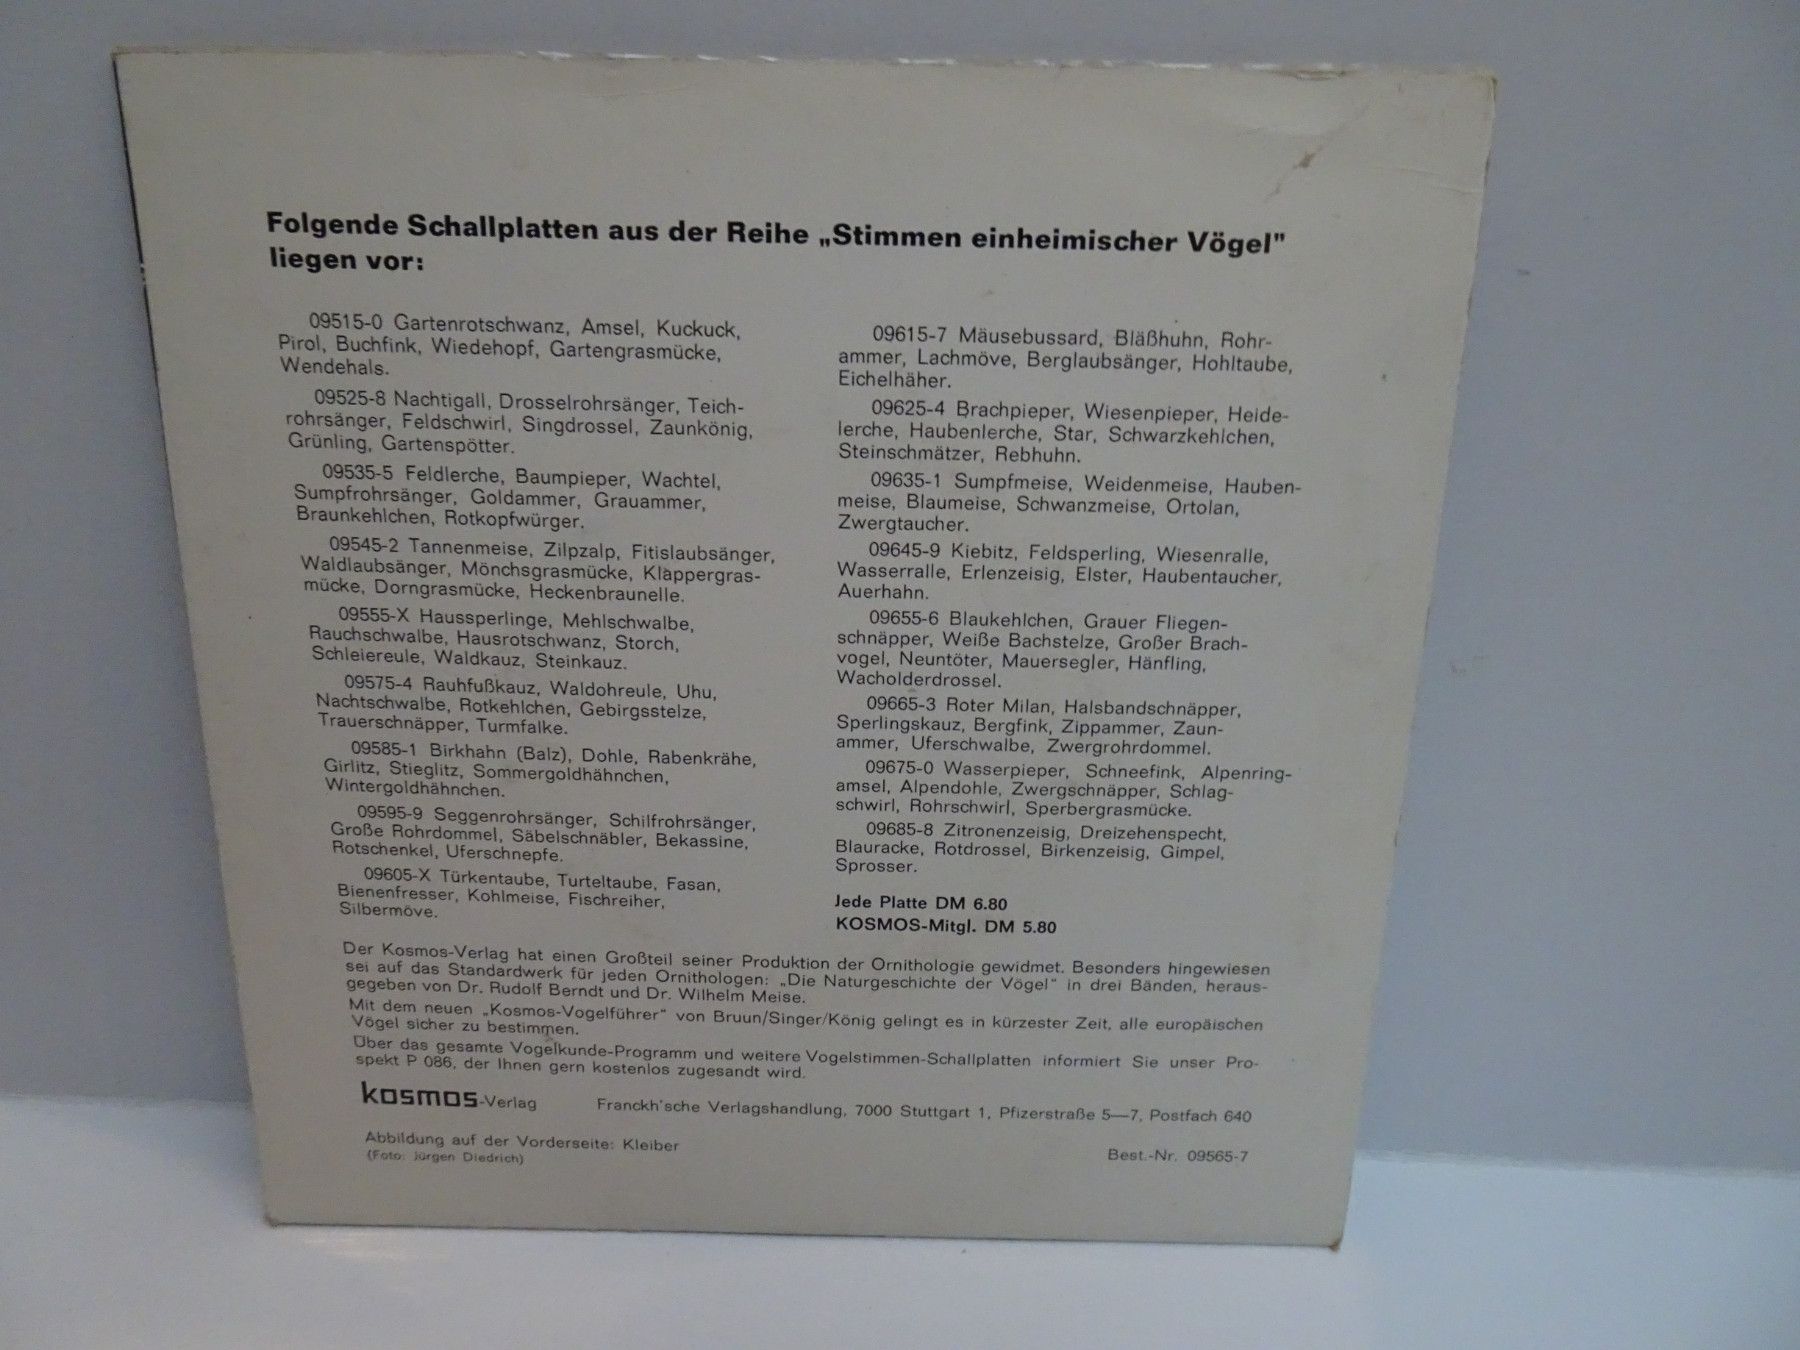 Folgende Schallplatten aus der Reihe „Stimmen einheimischer Vögel"
liegen vor:
09515-0 Gartenrotschwanz, Amsel, Kuckuck,
Pirol, Buchfink, Wiedehopf, Gartengrasmücke,
Wendehals.
09525-8 Nachtigall, Drosselrohrsänger, Teich-
rohrsänger, Feldschwirl, Singdrossel, Zaunkönig,
Grünling, Gartenspötter.
09535-5 Feldlerche, Baumpieper, Wachtel,
Sumpfrohrsänger, Goldammer, Grauammer,
Braunkehlchen, Rotkopfwürger.
09545-2 Tannenmeise, Zilpzalp, Fitislaubsänger,
Waldlaubsänger, Mönchsgrasmücke, Klappergras-
mücke, Dorngrasmücke, Heckenbraunelle.
09555-X Haussperlinge, Mehlschwalbe,
Rauchschwalbe, Hausrotschwanz, Storch,
Schleiereule, Waldkauz, Steinkauz.
09575-4 Rauhfußkauz, Waldohreule, Uhu,
Nachtschwalbe, Rotkehlchen, Gebirgsstelze,
Trauerschnäpper, Turmfalke.
09585-1 Birkhahn (Balz), Dohle, Rabenkrähe,
Girlitz, Stieglitz, Sommergoldhähnchen,
Wintergoldhähnchen.
09595-9 Seggenrohrsänger, Schilfrohrsänger,
Große Rohrdommel, Säbelschnäbler, Bekassine,
Rotschenkel, Uferschnepfe.
09605-X Türkentaube, Turteltaube, Fasan,
Bienenfresser, Kohlmeise, Fischreiher,
Silbermöve.
09615-7 Mäusebussard, Bläßhuhn, Rohr-
ammer, Lachmöve, Berglaubsänger, Hohltaube,
Eichelhäher.
09625-4 Brachpieper, Wiesenpieper, Heide-
lerche, Haubenlerche, Star, Schwarzkehlchen,
Steinschmätzer, Rebhuhn.
09635-1 Sumpfmeise, Weidenmeise, Hauben-
meise, Blaumeise, Schwanzmeise, Ortolan,
Zwergtaucher.
09645-9 Kiebitz, Feldsperling, Wiesenralle,
Wasserralle, Erlenzeisig, Elster, Haubentaucher,
Auerhahn.
09655-6 Blaukehlchen, Grauer Fliegen-
schnäpper, Weiße Bachstelze, Großer Brach-
vogel, Neuntöter, Mauersegler, Hänfling,
Wacholderdrossel.
09665-3 Roter Milan, Halsbandschnäpper,
Sperlingskauz, Bergfink, Zippammer, Zaun-
ammer, Uferschwalbe, Zwergrohrdommel.
09675-0 Wasserpieper, Schneefink, Alpenring-
amsel, Alpendohle, Zwergschnäpper, Schlag-
schwirl, Rohrschwirl, Sperbergrasmücke.
09685-8 Zitronenzeisig, Dreizehenspecht,
Blauracke, Rotdrossel, Birkenzeisig, Gimpel,
Sprosser.
Jede Platte DM 6.80
KOSMOS-Mitgl. DM 5.80
Der Kosmos-Verlag hat einen Großteil seiner Produktion der Ornithologie gewidmet. Besonders hingewiesen
sei auf das Standardwerk für jeden Ornithologen: „Die Naturgeschichte der Vögel" in drei Bänden, heraus-
gegeben von Dr. Rudolf Berndt und Dr. Wilhelm Meise.
Mit dem neuen „Kosmos-Vogelführer" von Bruun/Singer/König gelingt es in kürzester Zeit, alle europäischen
Vögel sicher zu bestimmen.
Über das gesamte Vogelkunde-Programm und weitere Vogelstimmen-Schallplatten informiert Sie unser Pro-
spekt P 086, der Ihnen gern kostenlos zugesandt wird.
kosmos-Verlag Franckh'sche Verlagshandlung, 7000 Stuttgart 1, Pfizerstraße 5—7, Postfach 640
Abbildung auf der Vorderseite: Kleiber
(Foto: Jürgen Diedrich)
Best.-Nr. 09565-7